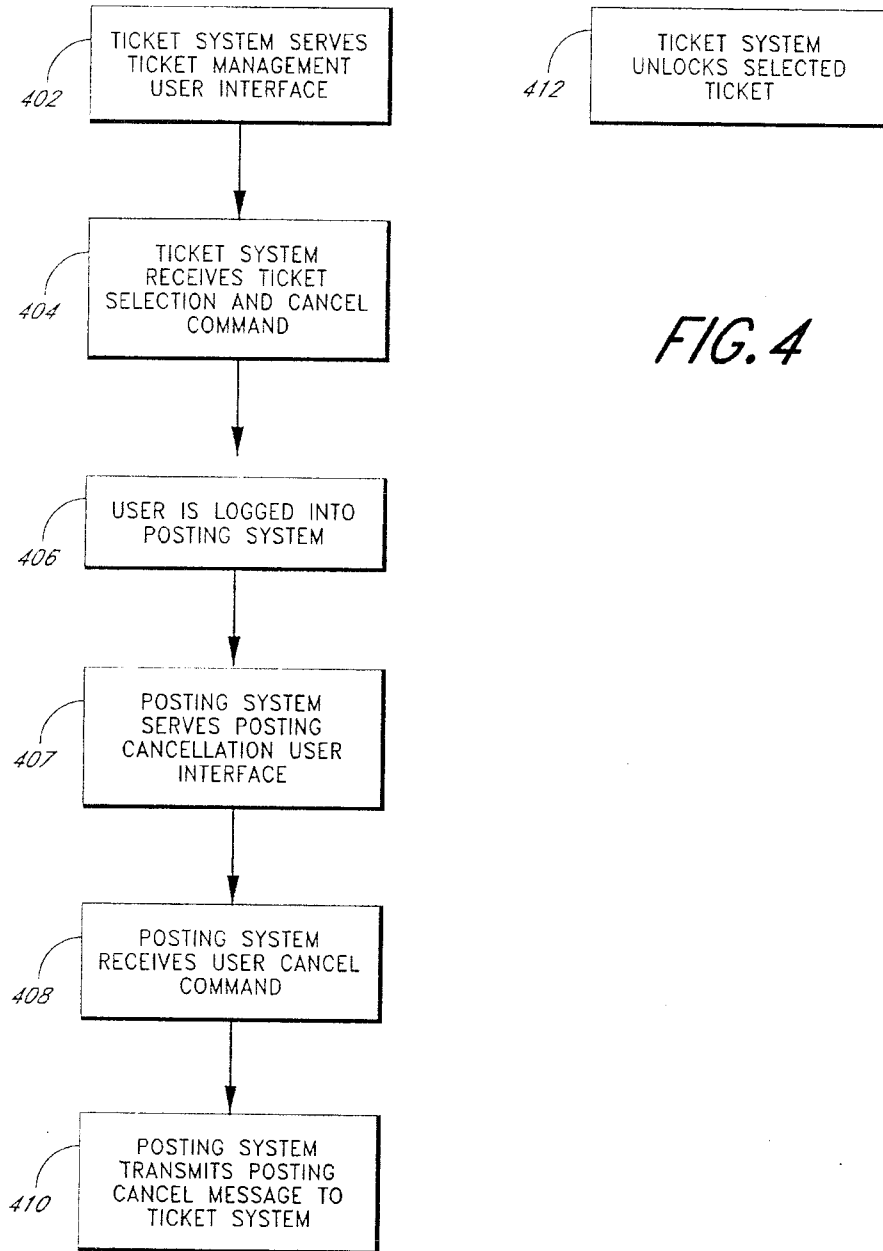 TICKET SYSTEM SERVES
TICKET MANAGEMENT
USER INTERFACE
402
TICKET SYSTEM
RECEIVES TICKET
SELECTION AND CANCEL
COMMAND
404
USER IS LOGGED INTO
POSTING SYSTEM
406
POSTING SYSTEM
SERVES POSTING
CANCELLATION USER
INTERFACE
407
POSTING SYSTEM
RECEIVES USER CANCEL
COMMAND
408
POSTING SYSTEM
TRANSMITS POSTING
CANCEL MESSAGE TO
TICKET SYSTEM
410
TICKET SYSTEM
UNLOCKS SELECTED
TICKET
412
FIG. 4